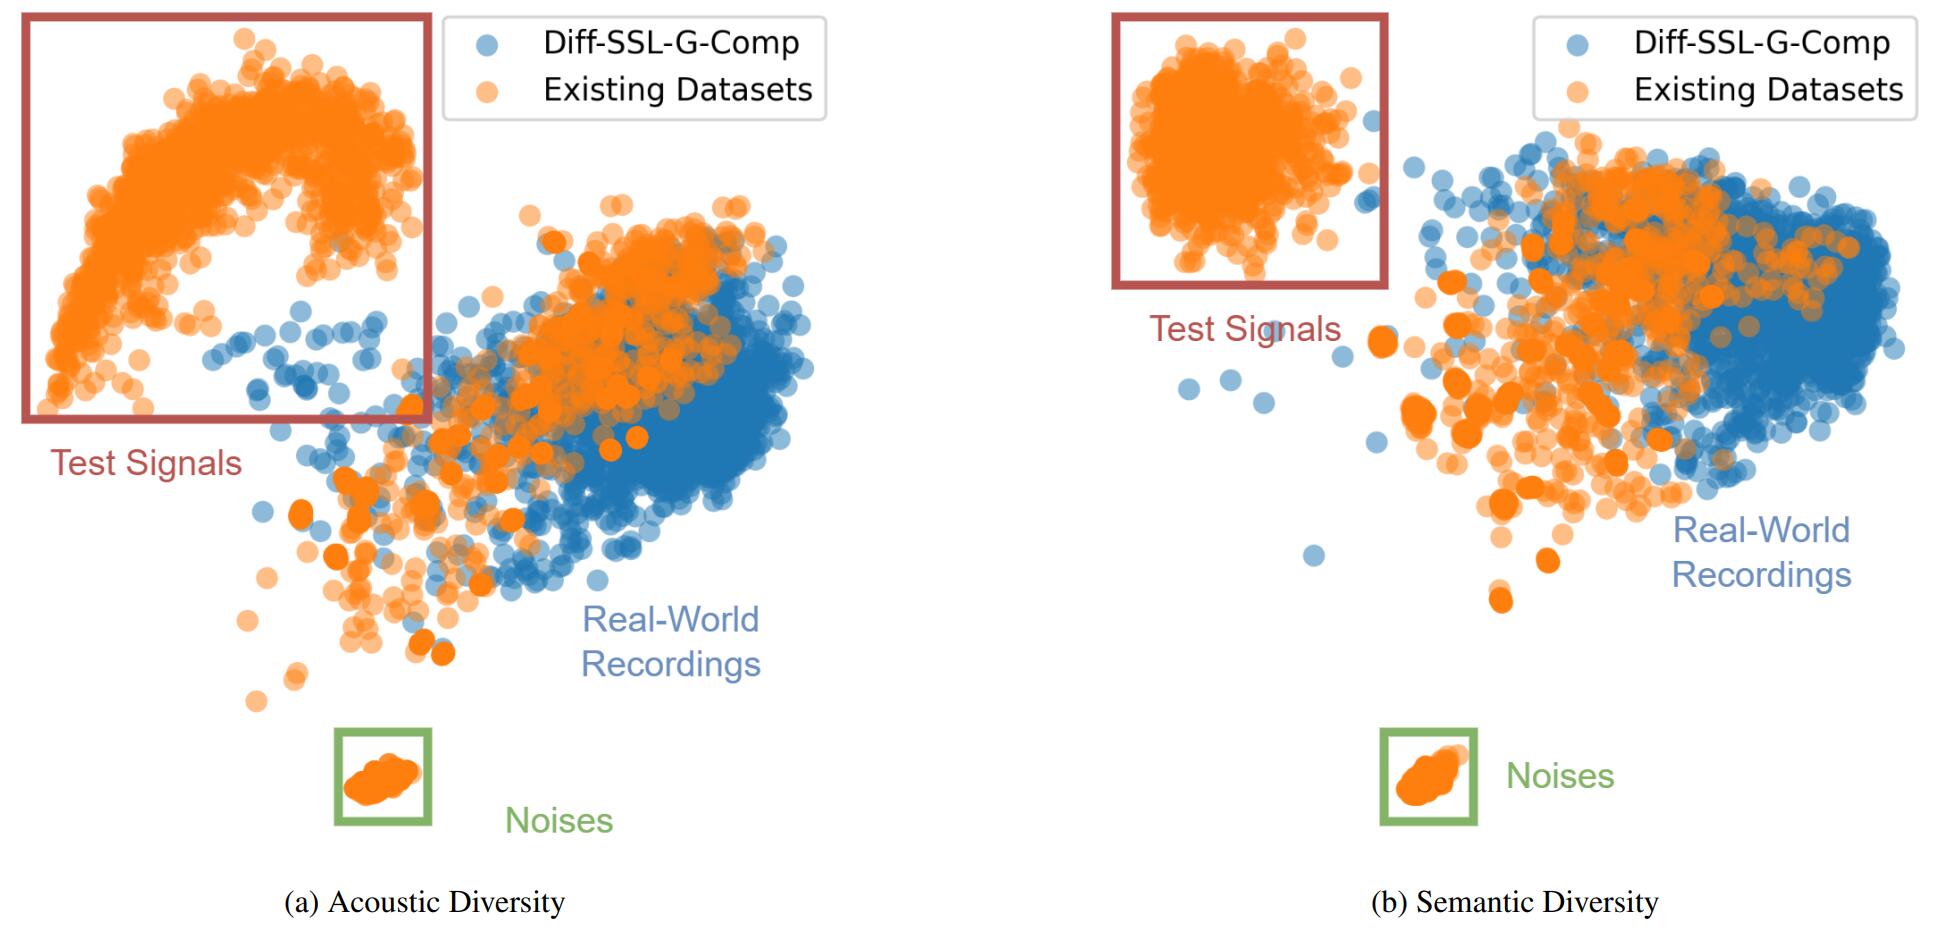 Diff-SSL-G-Comp
Existing Datasets
Test Signals
Real-World
Recordings
Noises
(a) Acoustic Diversity
Diff-SSL-G-Comp
Existing Datasets
Test Signals
Real-World
Recordings
Noises
(b) Semantic Diversity